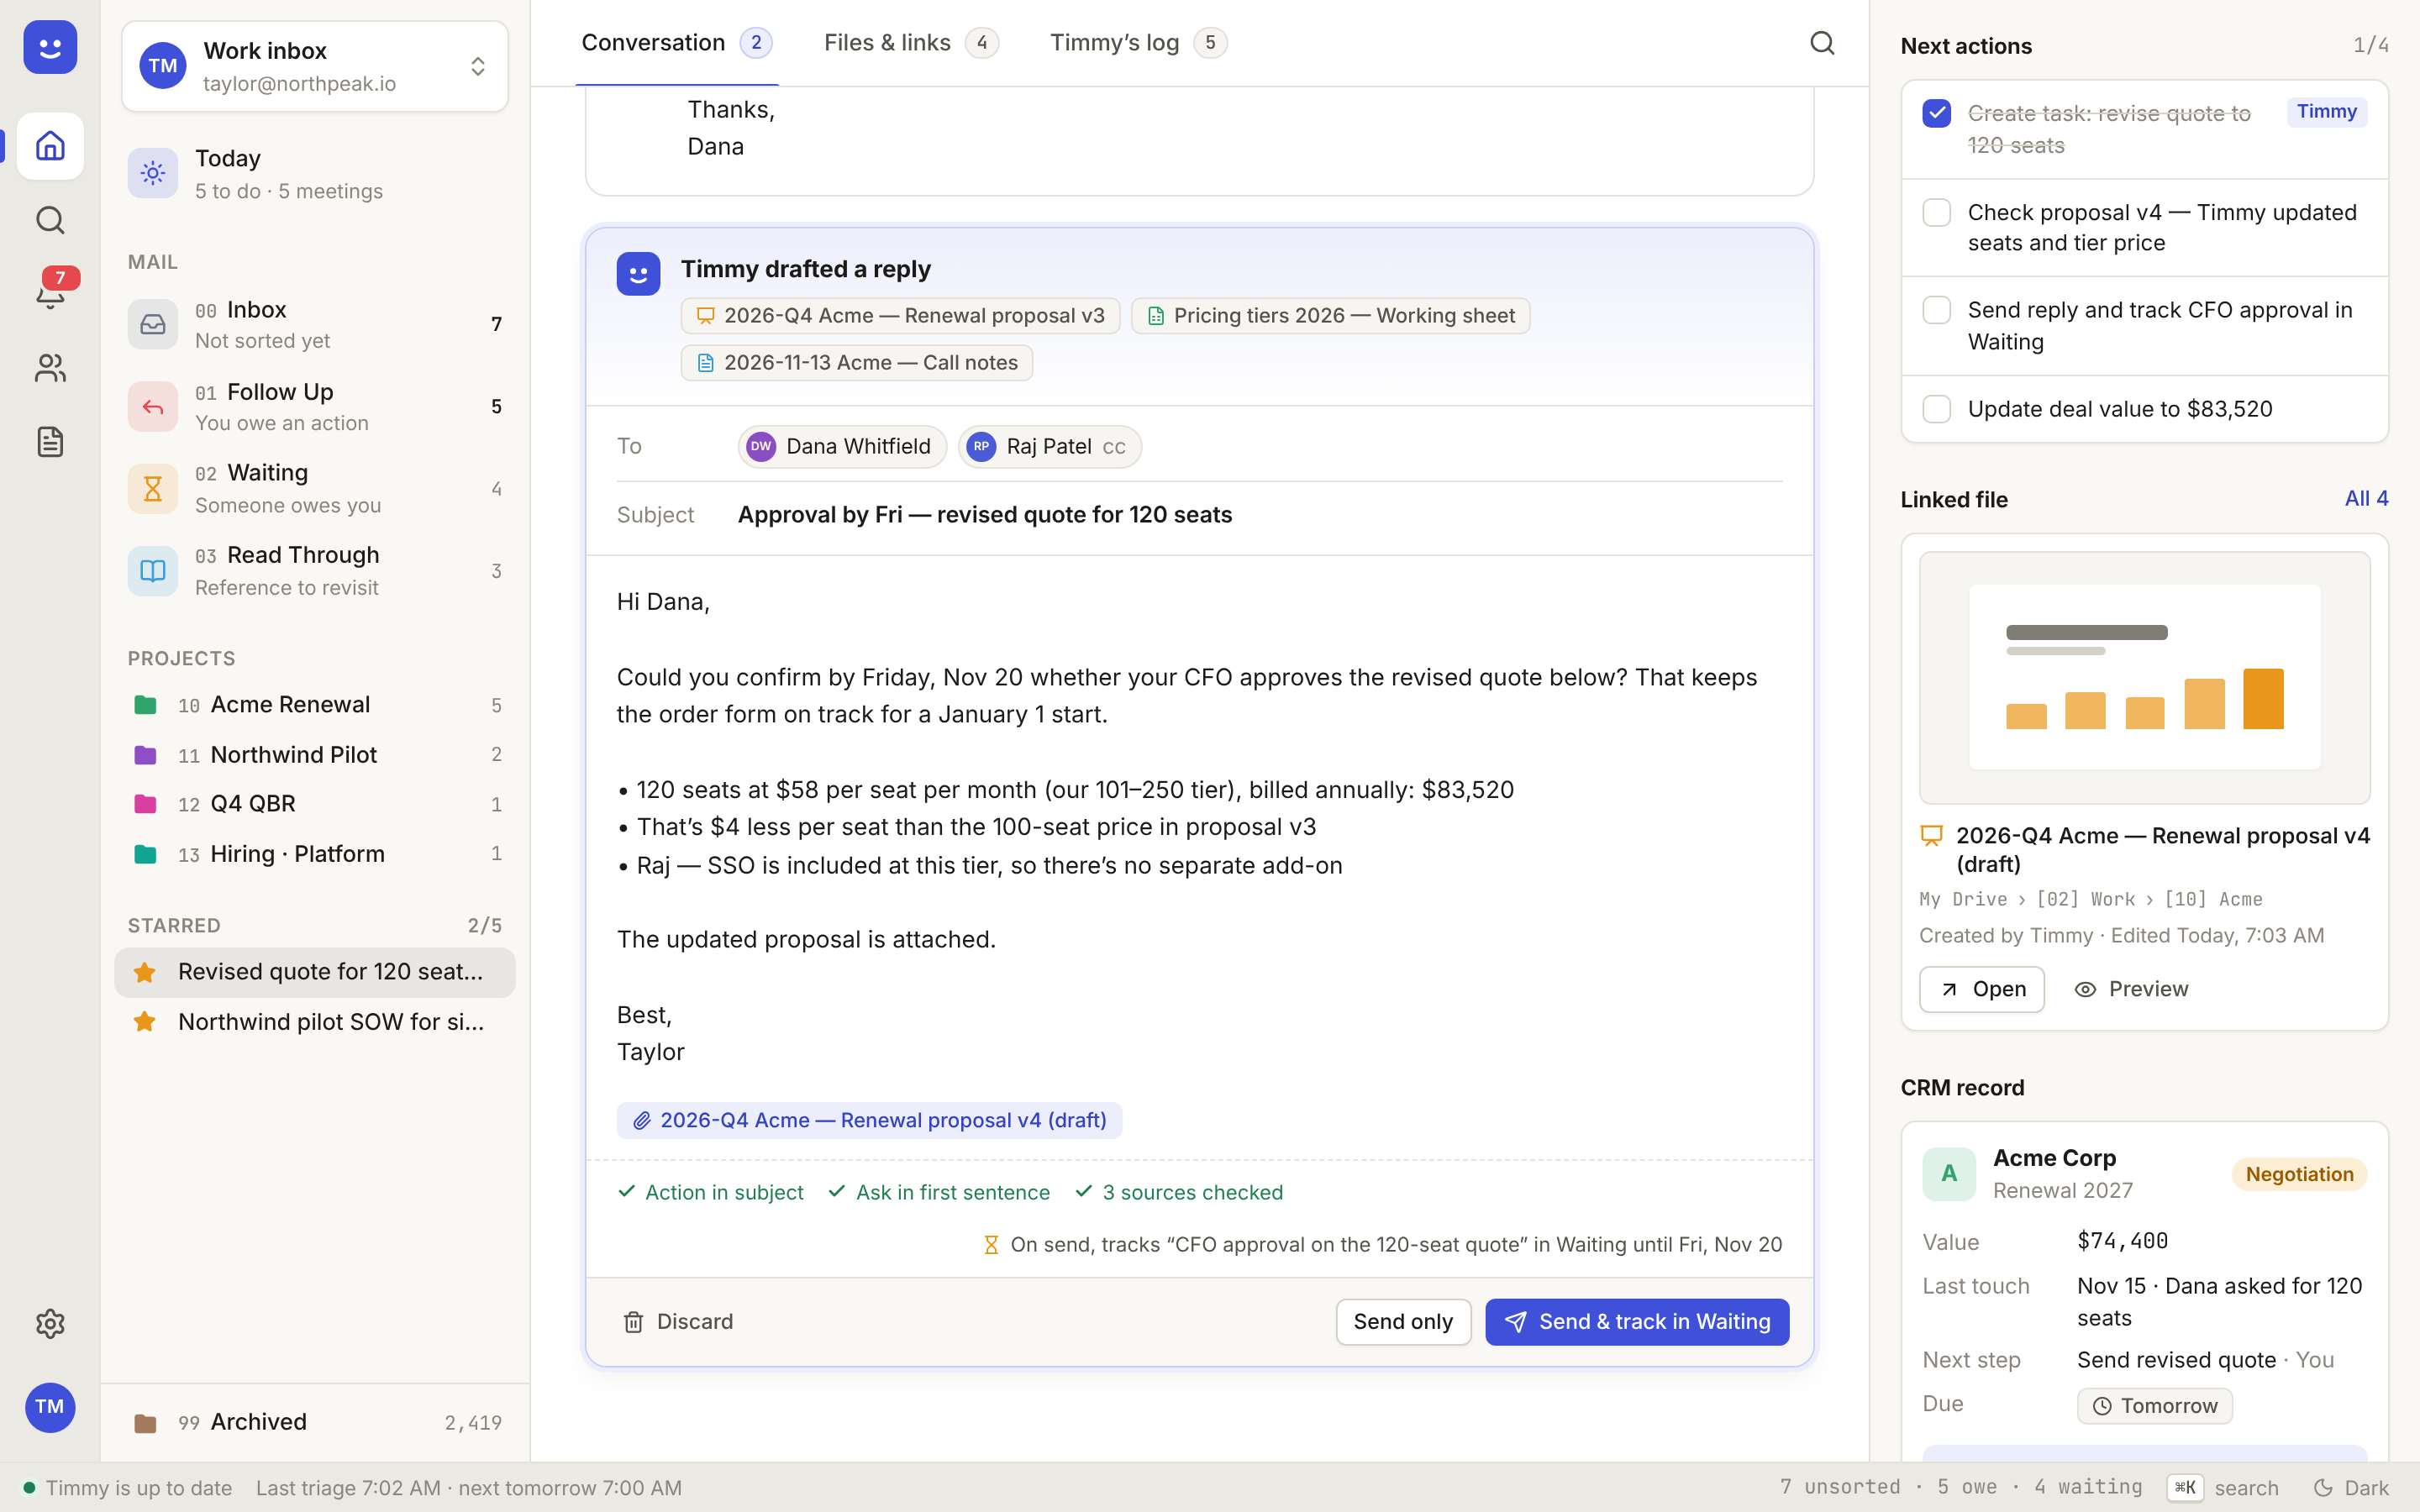 TM
Work inbox
taylor@northpeak.io
Today
5 to do · 5 meetings
MAIL
00 Inbox
Not sorted yet
7
01 Follow Up
You owe an action
5
02 Waiting
Someone owes you
4
03 Read Through
Reference to revisit
3
PROJECTS
10 Acme Renewal 5
11 Northwind Pilot 2
12 Q4 QBR 1
13 Hiring · Platform 1
STARRED 2/5
Revised quote for 120 seat...
Northwind pilot SOW for si...
99 Archived 2,419
7
TM
Conversation 2
Files & links 4
Timmy’s log 5
Thanks,
Dana
Timmy drafted a reply
2026-Q4 Acme — Renewal proposal v3
Pricing tiers 2026 — Working sheet
2026-11-13 Acme — Call notes
To
DW Dana Whitfield
RP Raj Patel cc
Subject
Approval by Fri — revised quote for 120 seats
Hi Dana,
Could you confirm by Friday, Nov 20 whether your CFO approves the revised quote below? That keeps
the order form on track for a January 1 start.
• 120 seats at $58 per seat per month (our 101–250 tier), billed annually: $83,520
• That’s $4 less per seat than the 100-seat price in proposal v3
• Raj — SSO is included at this tier, so there’s no separate add-on
The updated proposal is attached.
Best,
Taylor
2026-Q4 Acme — Renewal proposal v4 (draft)
Action in subject
Ask in first sentence
3 sources checked
On send, tracks “CFO approval on the 120-seat quote” in Waiting until Fri, Nov 20
Discard
Send only
Send & track in Waiting
Next actions 1/4
Create task: revise quote to
120 seats
Timmy
Check proposal v4 — Timmy updated
seats and tier price
Send reply and track CFO approval in
Waiting
Update deal value to $83,520
Linked file All 4
2026-Q4 Acme — Renewal proposal v4
(draft)
My Drive › [02] Work › [10] Acme
Created by Timmy · Edited Today, 7:03 AM
Open
Preview
CRM record
A
Acme Corp
Renewal 2027
Negotiation
Value $74,400
Last touch Nov 15 · Dana asked for 120
seats
Next step Send revised quote · You
Due Tomorrow
Timmy is up to date
Last triage 7:02 AM · next tomorrow 7:00 AM
7 unsorted · 5 owe · 4 waiting
⌘K search
Dark